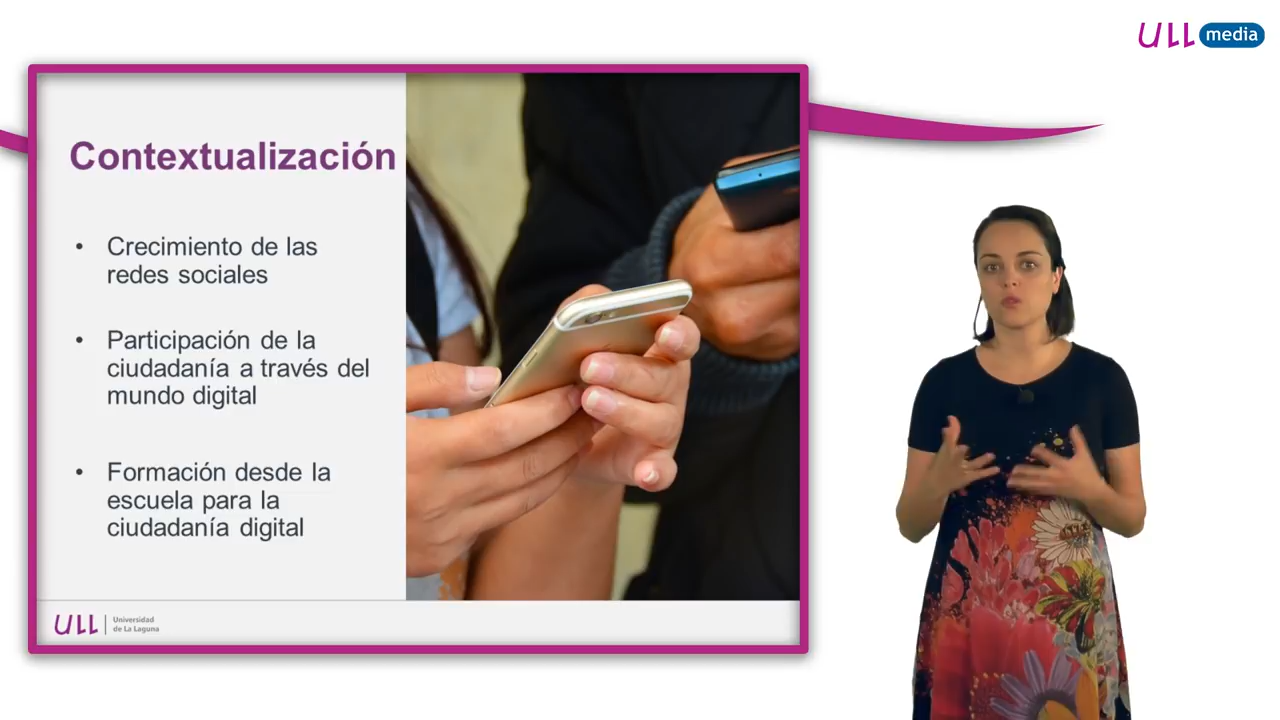 ULL media
Contextualización
• Crecimiento de las
redes sociales
• Participación de la
ciudadanía a través del
mundo digital
• Formación desde la
escuela para la
ciudadanía digital
ULL | Universidad
de La Laguna